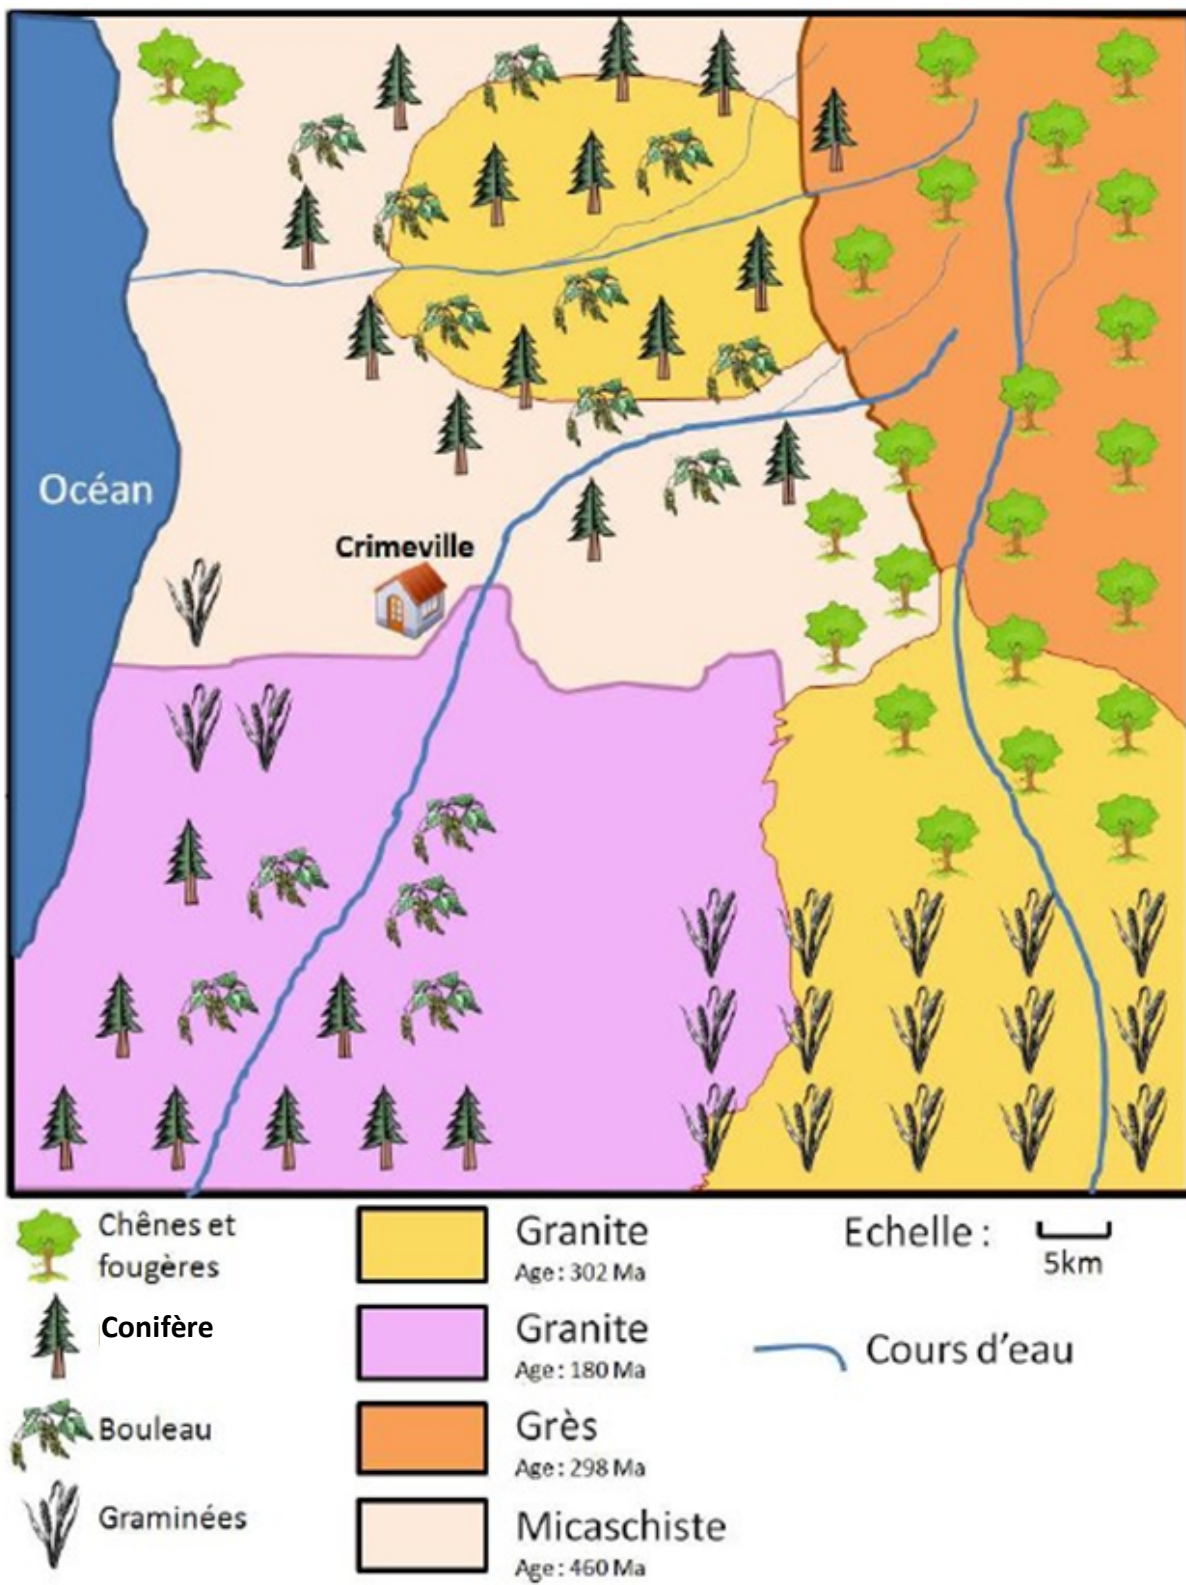 Océan
Crimeville
Chênes et
fougères
Conifère
Bouleau
Graminées
Granite
Age : 302 Ma
Granite
Age : 180 Ma
Grès
Age : 298 Ma
Micaschiste
Age : 460 Ma
Echelle :
5km
Cours d'eau